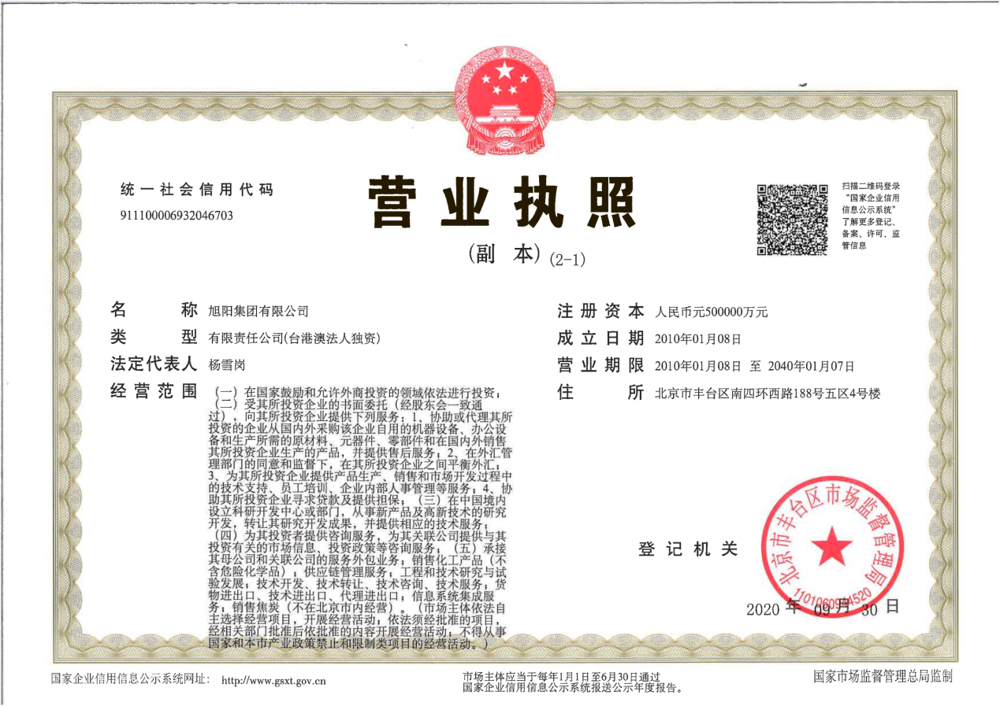 统一社会信用代码
911100006932046703
营业执照
(副 本) (2-1)
扫描二维码登录
“国家企业信用
信息公示系统”
了解更多登记、
备案、许可、监
管信息
名 称 旭阳集团有限公司
类 型 有限责任公司(台港澳法人独资)
法定代表人 杨雪岗
经营范围 (一)在国家鼓励和允许外商投资的领域依法进行投资;
(二)受其所投资企业的书面委托(经股东会一致通
过),向其所投资企业提供下列服务:1、协助或代理其所
投资的企业从国内外采购该企业自用的机器设备、办公设
备和生产所需的原材料、元器件、零部件和在国内外销售
其所投资企业生产的产品,并提供售后服务;2、在外汇管
理部门的同意和监督下,在其所投资企业之间平衡外汇;
3、为其所投资企业提供产品生产、销售和市场开发过程中
的技术支持、员工培训、企业内部人事管理等服务;4、协
助其所投资企业寻求贷款及提供担保;(三)在中国境内
设立科研开发中心或部门,从事新产品及高新技术的研究
开发,转让其研究开发成果,并提供相应的技术服务;
(四)为其投资者提供咨询服务,为其关联公司提供与其
投资有关的市场信息、投资政策等咨询服务;(五)承接
其母公司和关联公司的服务外包业务;销售化工产品(不
含危险化学品);供应链管理服务;工程和技术研究与试
验发展;技术开发、技术转让、技术咨询、技术服务;货
物进出口、技术进出口、代理进出口;信息系统集成服
务;销售焦炭(不在北京市内经营)。(市场主体依法自
主选择经营项目,开展经营活动;依法须经批准的项目,
经相关部门批准后依批准的内容开展经营活动;不得从事
国家和本市产业政策禁止和限制类项目的经营活动。)
注册资本 人民币元500000万元
成立日期 2010年01月08日
营业期限 2010年01月08日 至 2040年01月07日
住 所 北京市丰台区南四环西路188号五区4号楼
登记机关
北京市丰台区市场监督管理局
2020 年 09 月 30 日
国家企业信用信息公示系统网址: http://www.gsxt.gov.cn
市场主体应当于每年1月1日至6月30日通过
国家企业信用信息公示系统报送公示年度报告。
国家市场监督管理总局监制